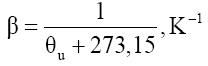 β = 1 / (θᵤ + 273,15) , K⁻¹